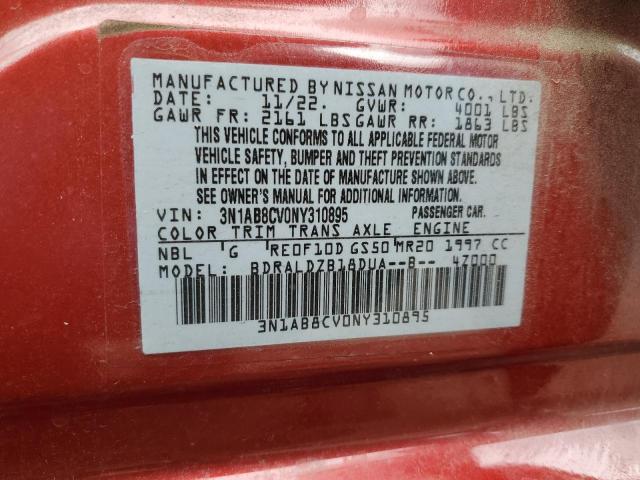 MANUFACTURED BY NISSAN MOTOR CO., LTD.
DATE: 11/22. GVWR: 4001 LBS
GAWR FR: 2161 LBS GAWR RR: 1863 LBS
THIS VEHICLE CONFORMS TO ALL APPLICABLE FEDERAL MOTOR
VEHICLE SAFETY, BUMPER AND THEFT PREVENTION STANDARDS
IN EFFECT ON THE DATE OF MANUFACTURE SHOWN ABOVE.
SEE OWNER'S MANUAL FOR ADDITIONAL INFORMATION.
VIN: 3N1AB8CV0NY310895 PASSENGER CAR.
COLOR TRIM TRANS AXLE ENGINE
NBL G RE0F10D GS50 MR20 1997 CC
MODEL: BDRALDZB18DUA--B-- 4Z000
3N1AB8CV0NY310895